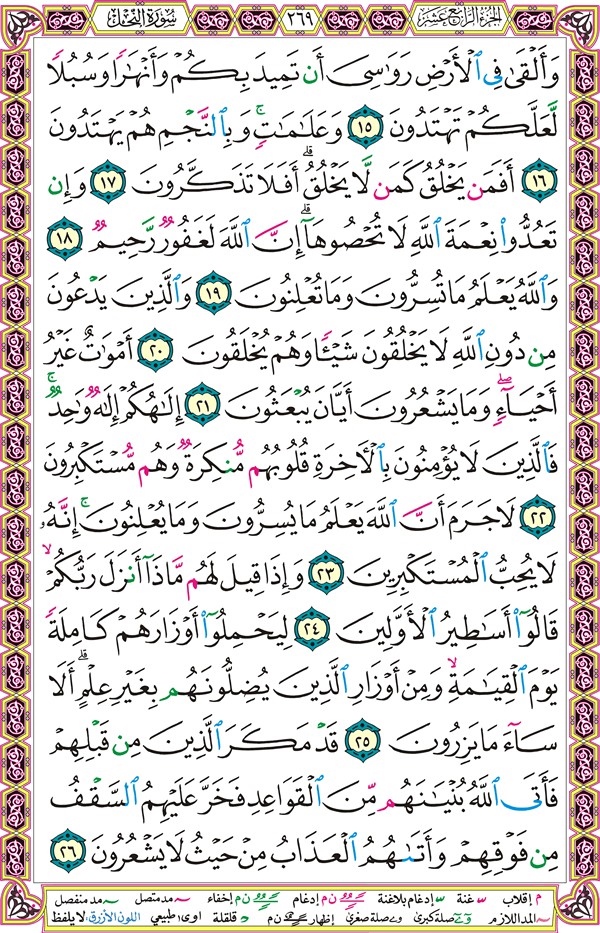 الجزء الرابع عشر ٢٦٩ سورة النحل
وَأَلْقَىٰ فِي ٱلْأَرْضِ رَوَٰسِيَ أَن تَمِيدَ بِكُمْ وَأَنْهَٰرًا وَسُبُلًا
لَّعَلَّكُمْ تَهْتَدُونَ ١٥ وَعَلَٰمَٰتٍۚ وَبِٱلنَّجْمِ هُمْ يَهْتَدُونَ
١٦ أَفَمَن يَخْلُقُ كَمَن لَّا يَخْلُقُۗ أَفَلَا تَذَكَّرُونَ ١٧ وَإِن
تَعُدُّوا۟ نِعْمَةَ ٱللَّهِ لَا تُحْصُوهَآۗ إِنَّ ٱللَّهَ لَغَفُورٌ رَّحِيمٌ ١٨
وَٱللَّهُ يَعْلَمُ مَا تُسِرُّونَ وَمَا تُعْلِنُونَ ١٩ وَٱلَّذِينَ يَدْعُونَ
مِن دُونِ ٱللَّهِ لَا يَخْلُقُونَ شَيْـًٔا وَهُمْ يُخْلَقُونَ ٢٠ أَمْوَٰتٌ غَيْرُ
أَحْيَآءٍۖ وَمَا يَشْعُرُونَ أَيَّانَ يُبْعَثُونَ ٢١ إِلَٰهُكُمْ إِلَٰهٌ وَٰحِدٌۚ
فَٱلَّذِينَ لَا يُؤْمِنُونَ بِٱلْأَخِرَةِ قُلُوبُهُم مُّنكِرَةٌ وَهُم مُّسْتَكْبِرُونَ
٢٢ لَا جَرَمَ أَنَّ ٱللَّهَ يَعْلَمُ مَا يُسِرُّونَ وَمَا يُعْلِنُونَۚ إِنَّهُۥ
لَا يُحِبُّ ٱلْمُسْتَكْبِرِينَ ٢٣ وَإِذَا قِيلَ لَهُم مَّاذَآ أَنزَلَ رَبُّكُمْۙ
قَالُوٓا۟ أَسَٰطِيرُ ٱلْأَوَّلِينَ ٢٤ لِيَحْمِلُوٓا۟ أَوْزَارَهُمْ كَامِلَةً
يَوْمَ ٱلْقِيَٰمَةِۙ وَمِنْ أَوْزَارِ ٱلَّذِينَ يُضِلُّونَهُم بِغَيْرِ عِلْمٍۗ أَلَا
سَآءَ مَا يَزِرُونَ ٢٥ قَدْ مَكَرَ ٱلَّذِينَ مِن قَبْلِهِمْ
فَأَتَى ٱللَّهُ بُنْيَٰنَهُم مِّنَ ٱلْقَوَاعِدِ فَخَرَّ عَلَيْهِمُ ٱلسَّقْفُ
مِن فَوْقِهِمْ وَأَتَىٰهُمُ ٱلْعَذَابُ مِنْ حَيْثُ لَا يَشْعُرُونَ ٢٦
م إقلاب غنة إدغام بلاغنة ن م إدغام ن م إخفاء مد متصل مد منفصل
المد اللازم صلة كبرى صلة صغرى إظهار ن م قلقلة اوى: طبيعي اللون الأزرق: لا يلفظ